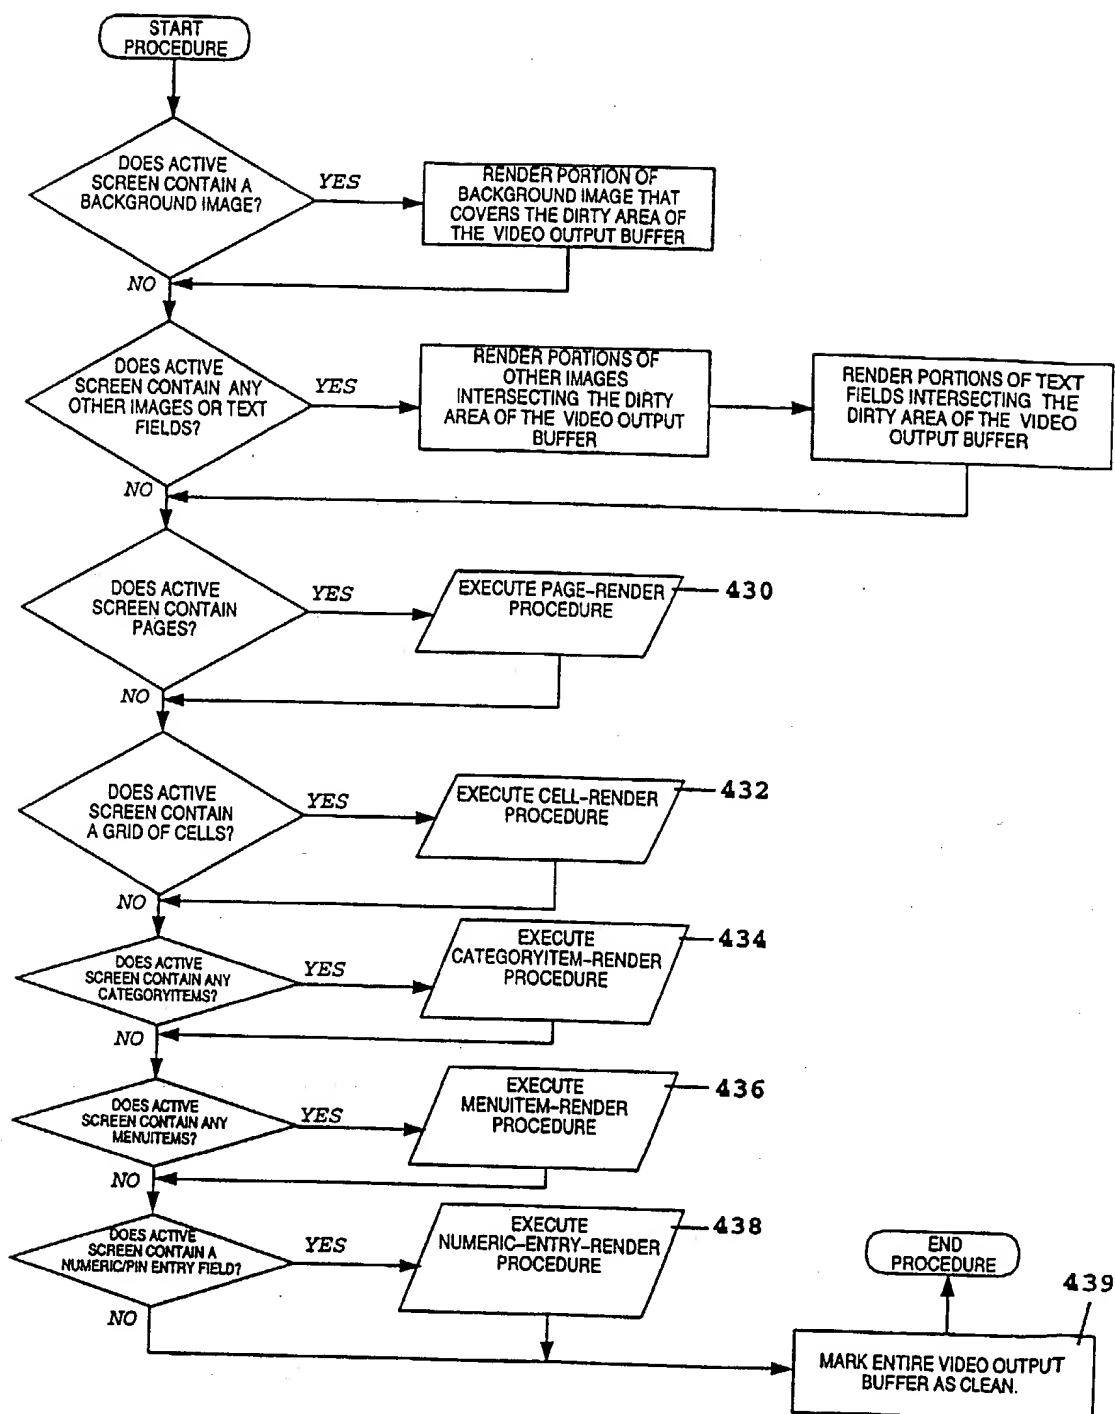 START
PROCEDURE
DOES ACTIVE
SCREEN CONTAIN A
BACKGROUND IMAGE?
YES
RENDER PORTION OF
BACKGROUND IMAGE THAT
COVERS THE DIRTY AREA OF
THE VIDEO OUTPUT BUFFER
NO
DOES ACTIVE
SCREEN CONTAIN ANY
OTHER IMAGES OR TEXT
FIELDS?
YES
RENDER PORTIONS OF
OTHER IMAGES
INTERSECTING THE DIRTY
AREA OF THE VIDEO OUTPUT
BUFFER
RENDER PORTIONS OF TEXT
FIELDS INTERSECTING THE
DIRTY AREA OF THE VIDEO
OUTPUT BUFFER
NO
DOES ACTIVE
SCREEN CONTAIN
PAGES?
YES
EXECUTE PAGE-RENDER
PROCEDURE
430
NO
DOES ACTIVE
SCREEN CONTAIN
A GRID OF CELLS?
YES
EXECUTE CELL-RENDER
PROCEDURE
432
NO
DOES ACTIVE
SCREEN CONTAIN ANY
CATEGORYITEMS?
YES
EXECUTE
CATEGORYITEM-RENDER
PROCEDURE
434
NO
DOES ACTIVE
SCREEN CONTAIN ANY
MENUITEMS?
YES
EXECUTE
MENUITEM-RENDER
PROCEDURE
436
NO
DOES ACTIVE
SCREEN CONTAIN A
NUMERIC/PIN ENTRY FIELD?
YES
EXECUTE
NUMERIC-ENTRY-RENDER
PROCEDURE
438
NO
END
PROCEDURE
439
MARK ENTIRE VIDEO OUTPUT
BUFFER AS CLEAN.